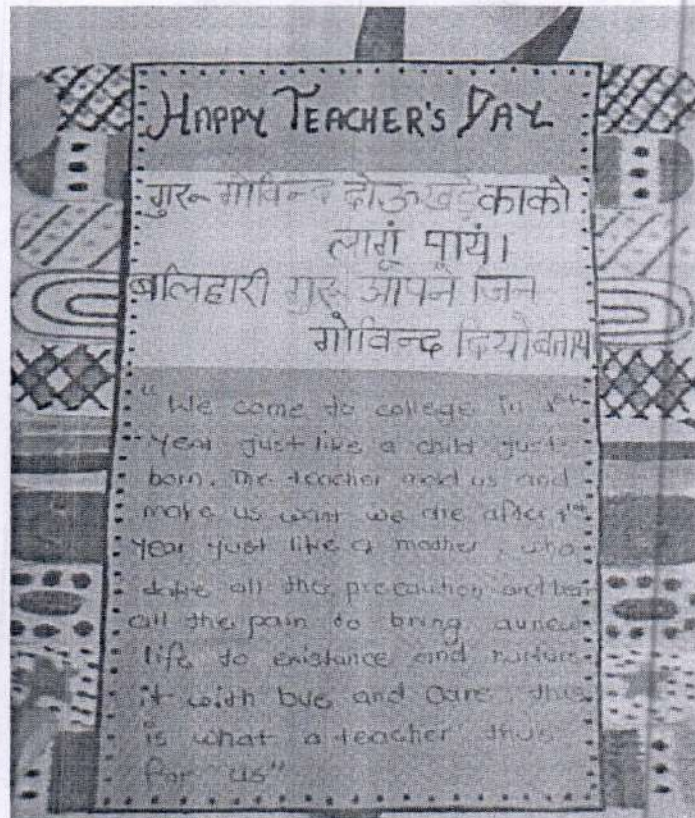 HAPPY TEACHER'S DAY
गुरू गोविन्द दोऊ खड़े काको
लागूं पायं।
बलिहारी गुरू आपने जिन
गोविन्द दियो बताय
"We come to college in 1st
year just like a child just
born. The teacher mold us and
make us want we are after 1st
year just like a mother, who
take all the precaution and bear
all the pain to bring a new
life to existance and nurture
it with love and care this
is what a teacher thus
for us"